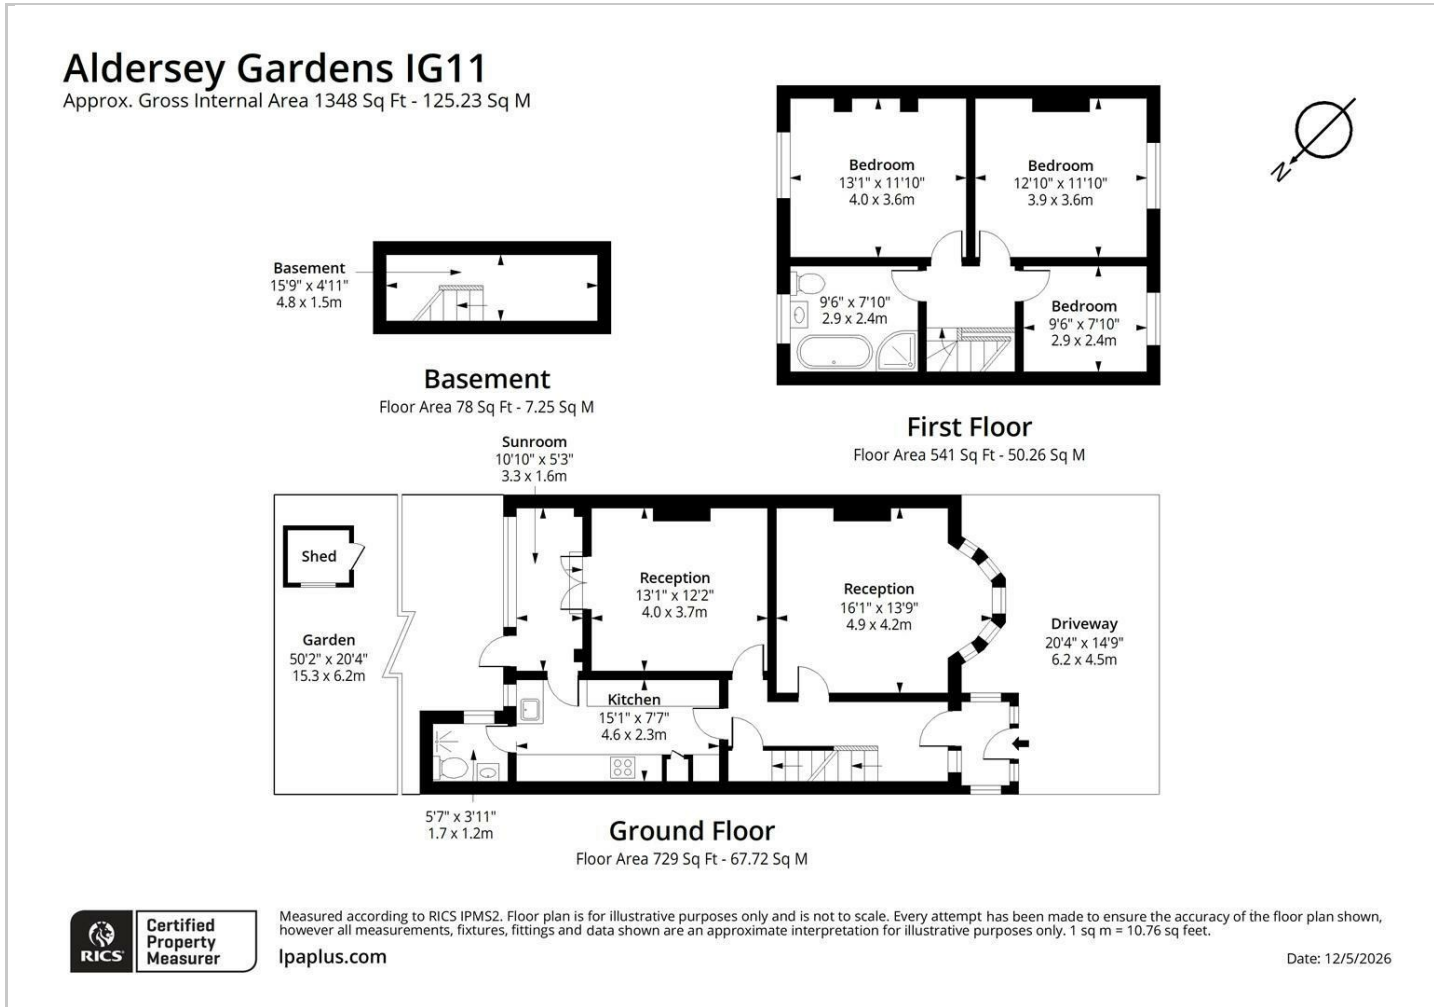 Aldersey Gardens IG11
Approx. Gross Internal Area 1348 Sq Ft - 125.23 Sq M
N
Bedroom
13'1" x 11'10"
4.0 x 3.6m
Bedroom
12'10" x 11'10"
3.9 x 3.6m
9'6" x 7'10"
2.9 x 2.4m
Bedroom
9'6" x 7'10"
2.9 x 2.4m
First Floor
Floor Area 541 Sq Ft - 50.26 Sq M
Basement
15'9" x 4'11"
4.8 x 1.5m
Basement
Floor Area 78 Sq Ft - 7.25 Sq M
Sunroom
10'10" x 5'3"
3.3 x 1.6m
Shed
Garden
50'2" x 20'4"
15.3 x 6.2m
Reception
13'1" x 12'2"
4.0 x 3.7m
Reception
16'1" x 13'9"
4.9 x 4.2m
Driveway
20'4" x 14'9"
6.2 x 4.5m
Kitchen
15'1" x 7'7"
4.6 x 2.3m
5'7" x 3'11"
1.7 x 1.2m
Ground Floor
Floor Area 729 Sq Ft - 67.72 Sq M
RICS
Certified
Property
Measurer
Measured according to RICS IPMS2. Floor plan is for illustrative purposes only and is not to scale. Every attempt has been made to ensure the accuracy of the floor plan shown,
however all measurements, fixtures, fittings and data shown are an approximate interpretation for illustrative purposes only. 1 sq m = 10.76 sq feet.
lpaplus.com
Date: 12/5/2026